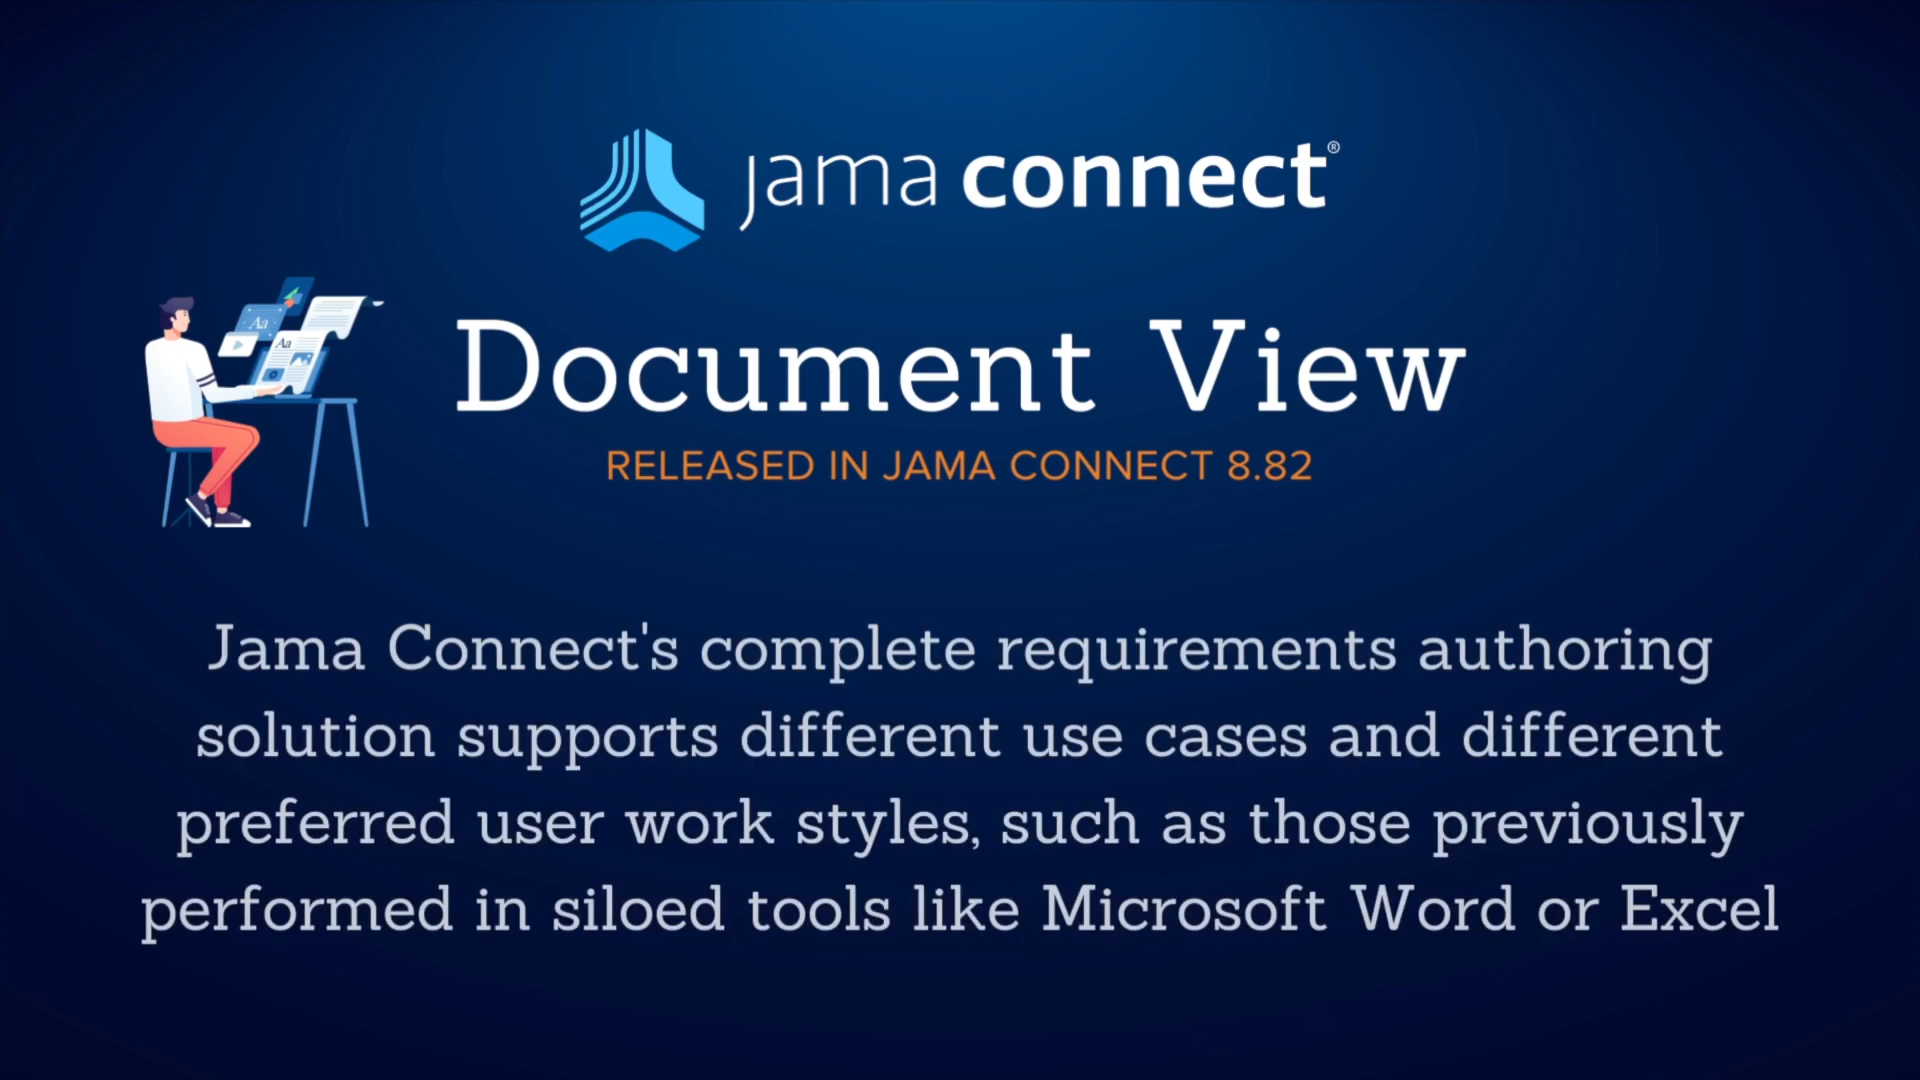 jama connect®
Aa
Aa
Document View
RELEASED IN JAMA CONNECT 8.82
Jama Connect's complete requirements authoring
solution supports different use cases and different
preferred user work styles, such as those previously
performed in siloed tools like Microsoft Word or Excel